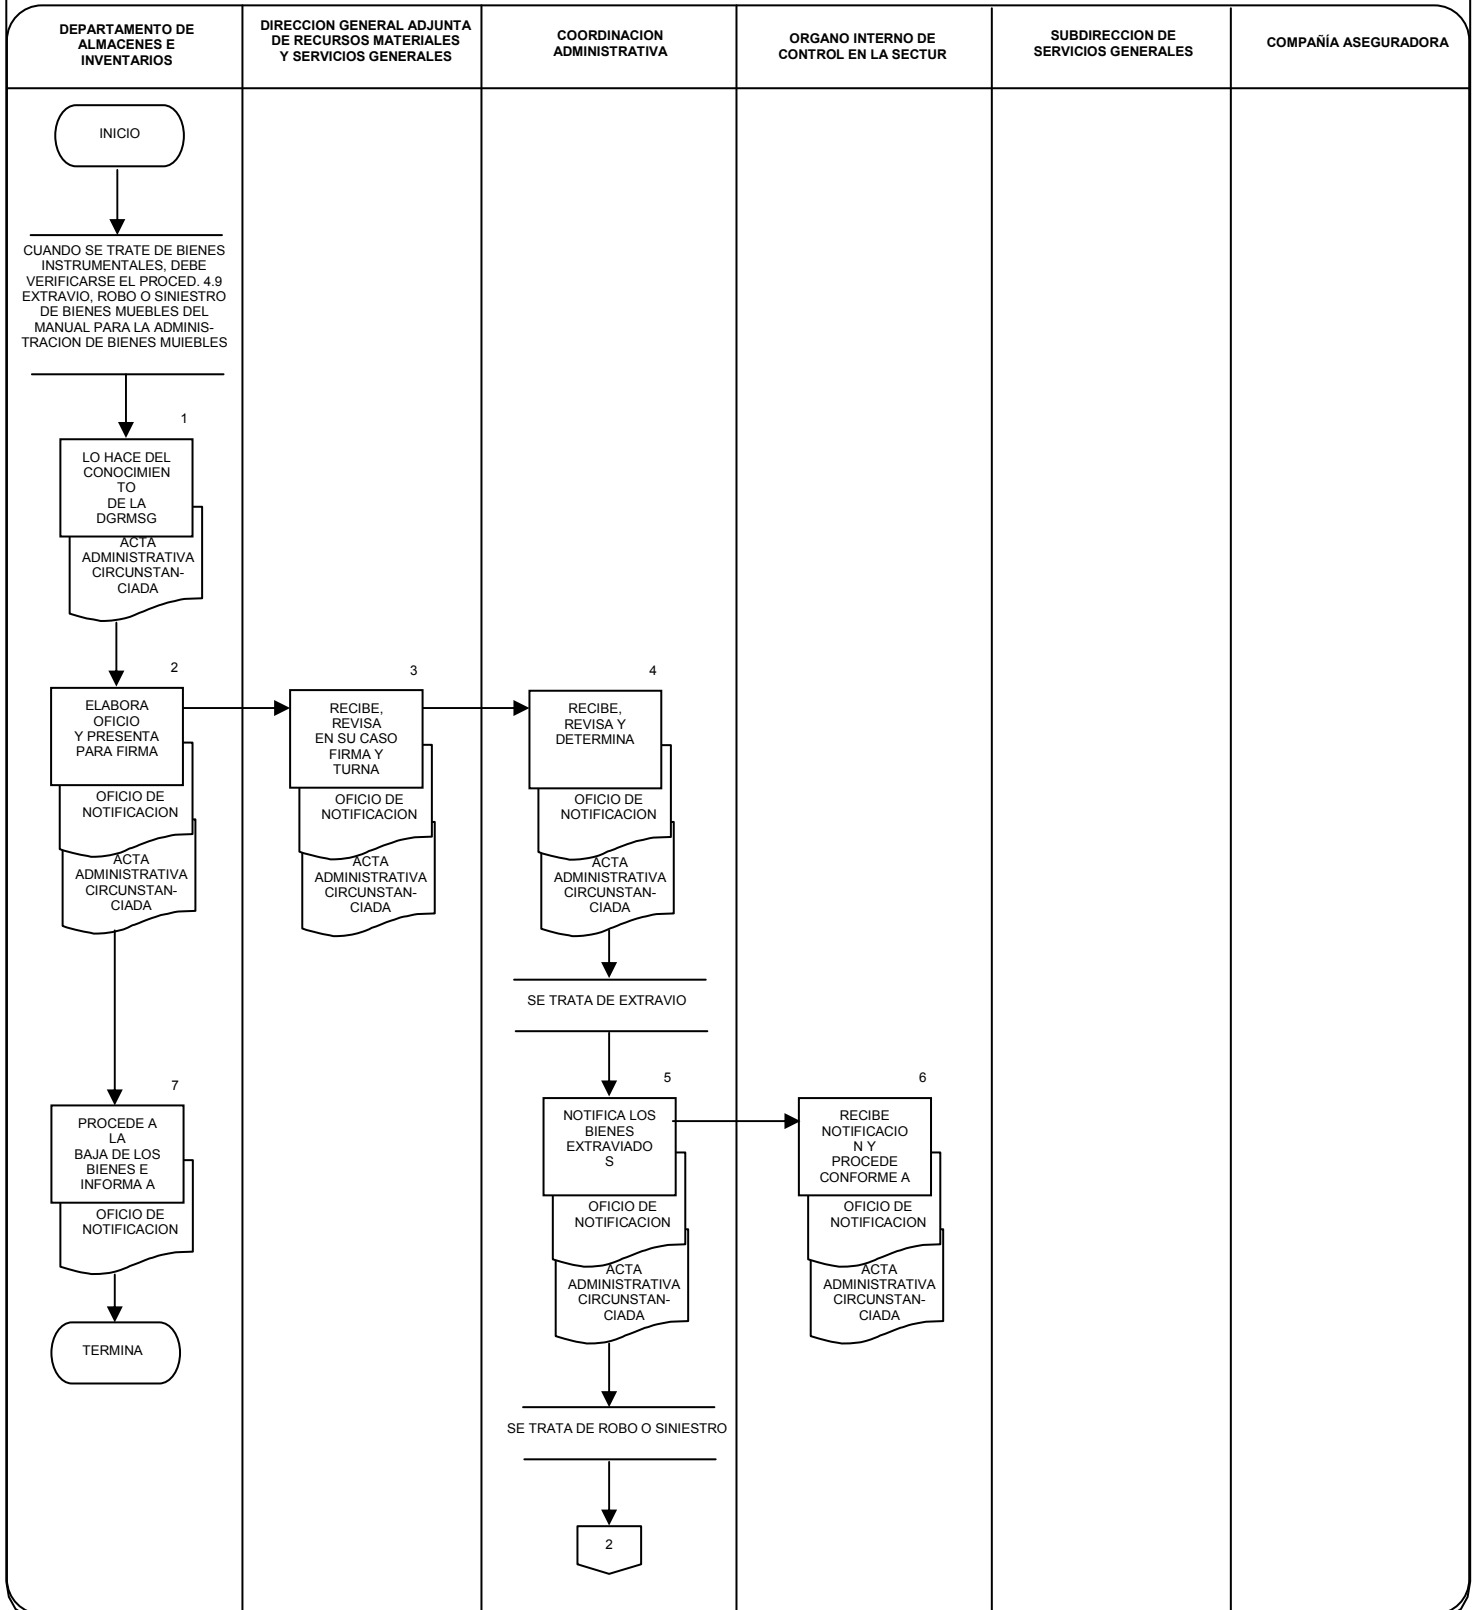 DEPARTAMENTO DE
ALMACENES E
INVENTARIOS
DIRECCION GENERAL ADJUNTA
DE RECURSOS MATERIALES
Y SERVICIOS GENERALES
COORDINACION
ADMINISTRATIVA
ORGANO INTERNO DE
CONTROL EN LA SECTUR
SUBDIRECCION DE
SERVICIOS GENERALES
COMPAÑÍA ASEGURADORA
INICIO
CUANDO SE TRATE DE BIENES
INSTRUMENTALES, DEBE
VERIFICARSE EL PROCED. 4.9
EXTRAVIO, ROBO O SINIESTRO
DE BIENES MUEBLES DEL
MANUAL PARA LA ADMINIS-
TRACION DE BIENES MUIEBLES
1
LO HACE DEL
CONOCIMIEN
TO
DE LA
DGRMSG
ACTA
ADMINISTRATIVA
CIRCUNSTAN-
CIADA
2
ELABORA
OFICIO
Y PRESENTA
PARA FIRMA
OFICIO DE
NOTIFICACION
ACTA
ADMINISTRATIVA
CIRCUNSTAN-
CIADA
3
RECIBE,
REVISA
EN SU CASO
FIRMA Y
TURNA
OFICIO DE
NOTIFICACION
ACTA
ADMINISTRATIVA
CIRCUNSTAN-
CIADA
4
RECIBE,
REVISA Y
DETERMINA
OFICIO DE
NOTIFICACION
ACTA
ADMINISTRATIVA
CIRCUNSTAN-
CIADA
SE TRATA DE EXTRAVIO
5
NOTIFICA LOS
BIENES
EXTRAVIADO
S
OFICIO DE
NOTIFICACION
ACTA
ADMINISTRATIVA
CIRCUNSTAN-
CIADA
6
RECIBE
NOTIFICACIO
N Y
PROCEDE
CONFORME A
OFICIO DE
NOTIFICACION
ACTA
ADMINISTRATIVA
CIRCUNSTAN-
CIADA
7
PROCEDE A
LA
BAJA DE LOS
BIENES E
INFORMA A
OFICIO DE
NOTIFICACION
TERMINA
SE TRATA DE ROBO O SINIESTRO
2